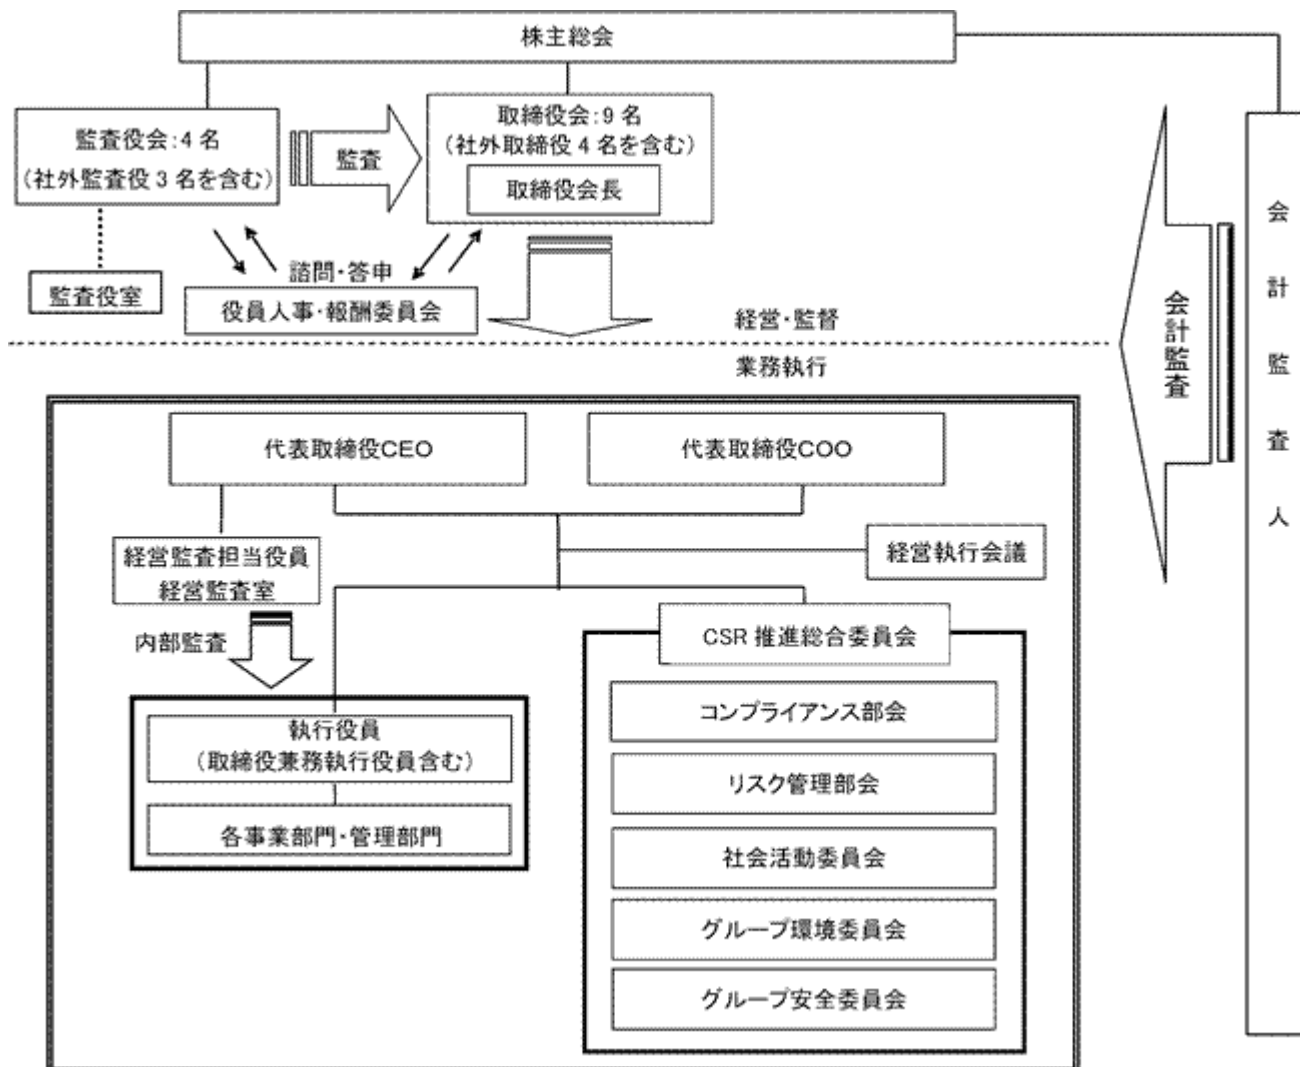 株主総会
監査役会：4 名
（社外監査役 3 名を含む）
監査
取締役会：9 名
（社外取締役 4 名を含む）
取締役会長
監査役室
諮問・答申
役員人事・報酬委員会
経営・監督
業務執行
会計監査
会計監査人
代表取締役CEO
代表取締役COO
経営監査担当役員
経営監査室
経営執行会議
内部監査
CSR 推進総合委員会
執行役員
（取締役兼務執行役員含む）
各事業部門・管理部門
コンプライアンス部会
リスク管理部会
社会活動委員会
グループ環境委員会
グループ安全委員会